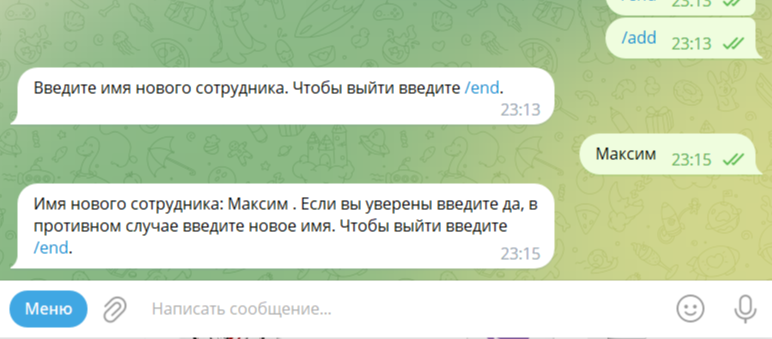 23:13
/add 23:13
Введите имя нового сотрудника. Чтобы выйти введите /end.
23:13
Максим 23:15
Имя нового сотрудника: Максим . Если вы уверены введите да, в
противном случае введите новое имя. Чтобы выйти введите
/end.
23:15
Меню Написать сообщение...